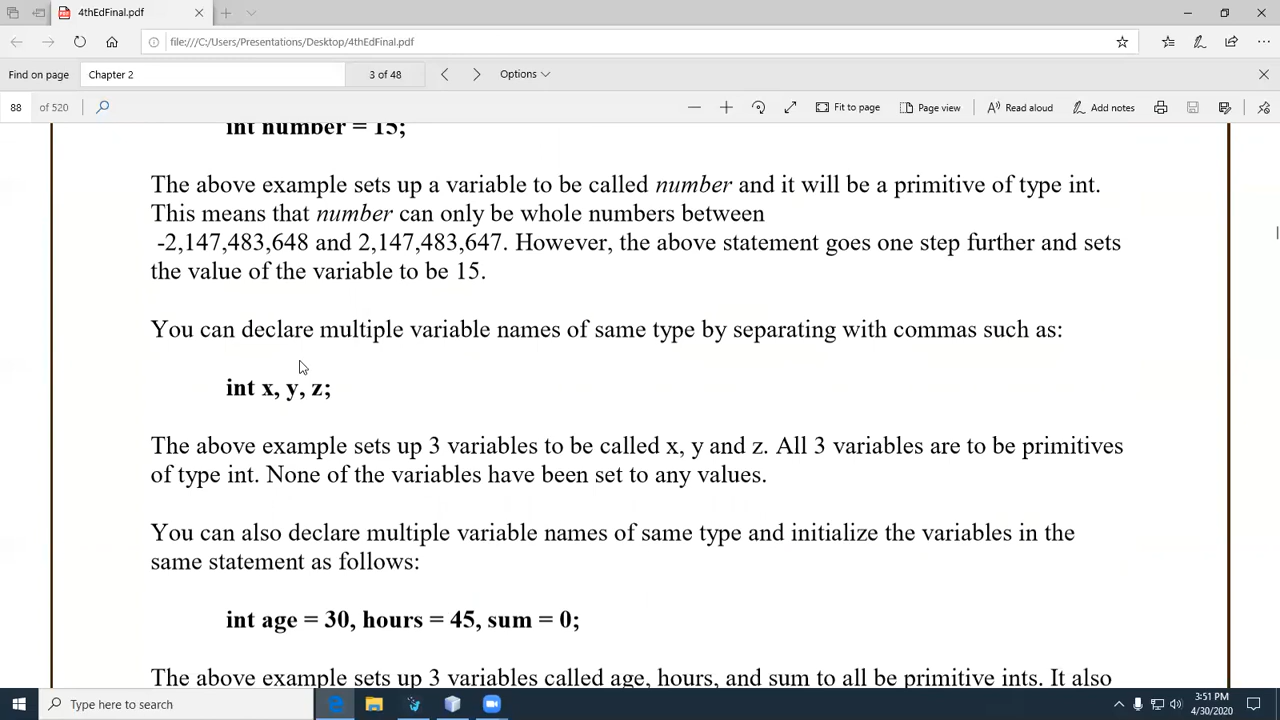 4thEdFinal.pdf
file:///C:/Users/Presentations/Desktop/4thEdFinal.pdf
Find on page
Chapter 2
3 of 48
Options
88
of 520
Fit to page
Page view
Read aloud
Add notes
int number = 15;
The above example sets up a variable to be called number and it will be a primitive of type int.
This means that number can only be whole numbers between
-2,147,483,648 and 2,147,483,647. However, the above statement goes one step further and sets
the value of the variable to be 15.
You can declare multiple variable names of same type by separating with commas such as:
int x, y, z;
The above example sets up 3 variables to be called x, y and z. All 3 variables are to be primitives
of type int. None of the variables have been set to any values.
You can also declare multiple variable names of same type and initialize the variables in the
same statement as follows:
int age = 30, hours = 45, sum = 0;
The above example sets up 3 variables called age, hours, and sum to all be primitive ints. It also
Type here to search
3:51 PM
4/30/2020